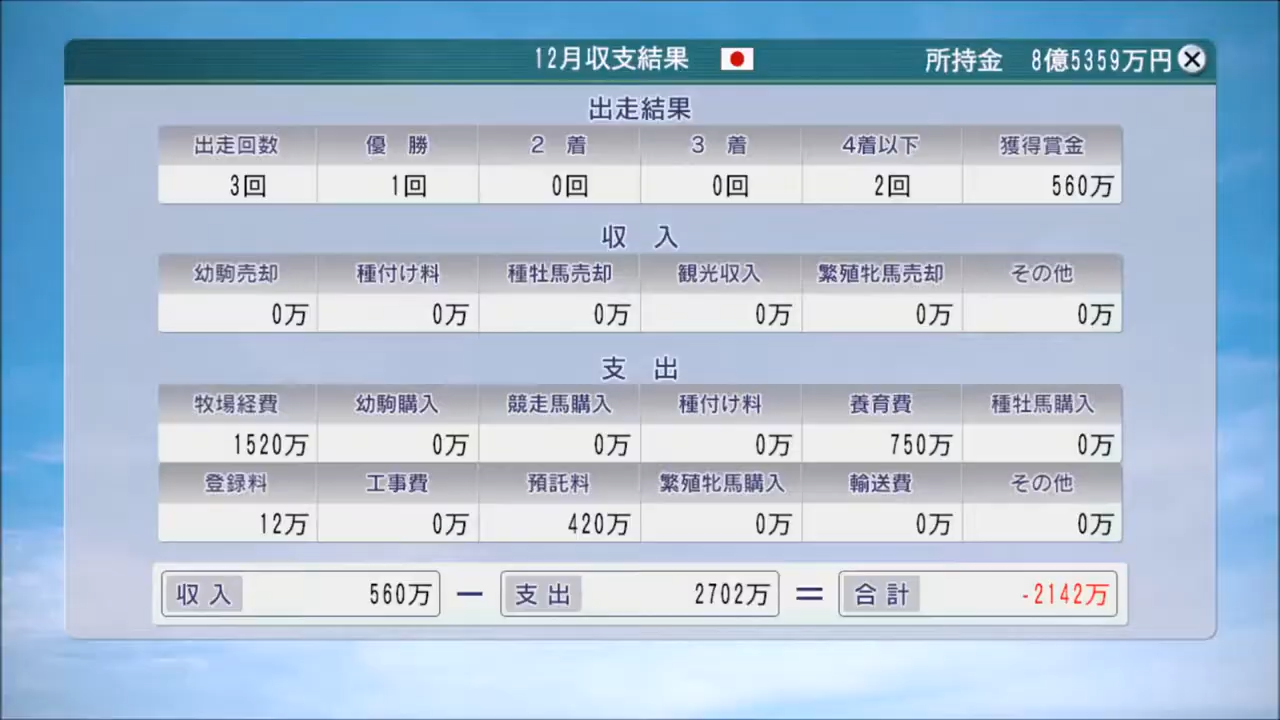 12月収支結果 所持金 8億5359万円
出走結果
出走回数 優 勝 2 着 3 着 4着以下 獲得賞金
3回 1回 0回 0回 2回 560万
収 入
幼駒売却 種付け料 種牡馬売却 観光収入 繁殖牝馬売却 その他
0万 0万 0万 0万 0万 0万
支 出
牧場経費 幼駒購入 競走馬購入 種付け料 養育費 種牡馬購入
1520万 0万 0万 0万 750万 0万
登録料 工事費 預託料 繁殖牝馬購入 輸送費 その他
12万 0万 420万 0万 0万 0万
収 入 560万 － 支 出 2702万 ＝ 合 計 -2142万